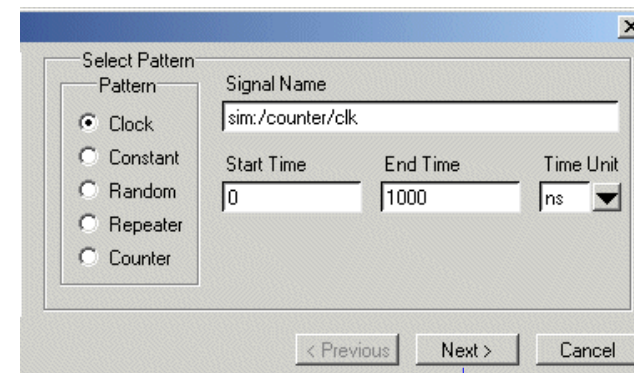 Select Pattern
Pattern
Clock
Constant
Random
Repeater
Counter
Signal Name
sim:/counter/clk
Start Time End Time Time Unit
0 1000 ns
< Previous Next > Cancel